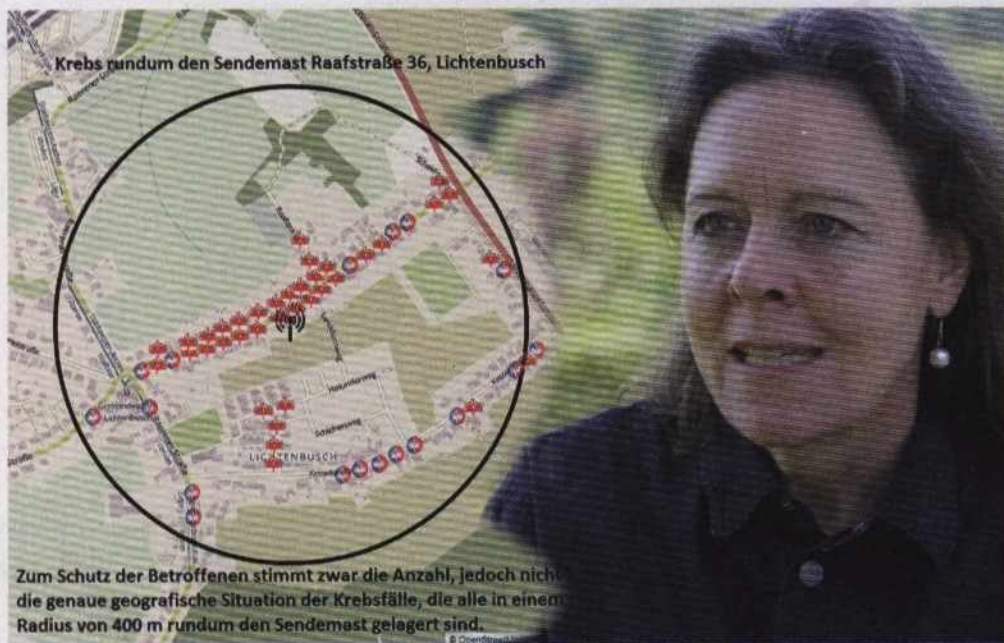 Krebs rundum den Sendemast Raafstraße 36, Lichtenbusch
Holunderweg
LICHTENBUSCH
Zum Schutz der Betroffenen stimmt zwar die Anzahl, jedoch nicht
die genaue geografische Situation der Krebsfälle, die alle in einem
Radius von 400 m rundum den Sendemast gelagert sind.